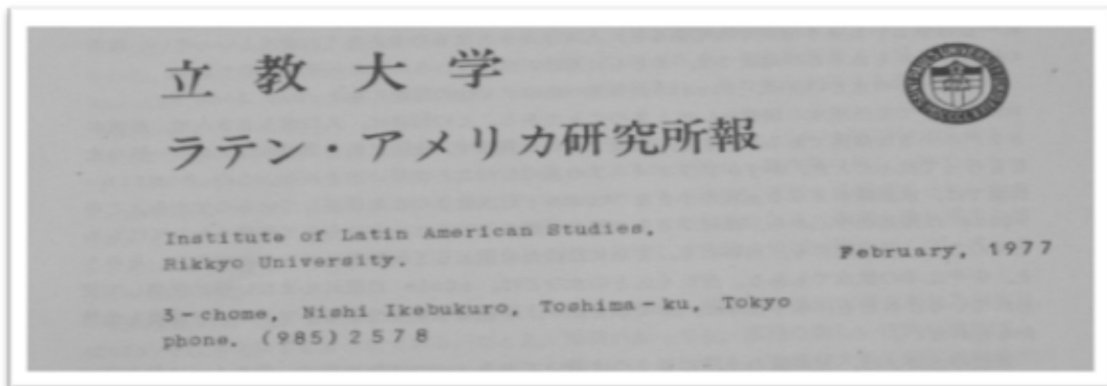 立教大学
ラテン・アメリカ研究所報
Institute of Latin American Studies,
Rikkyo University.
February, 1977
3-chome, Nishi Ikebukuro, Toshima-ku, Tokyo
phone. (985)2578